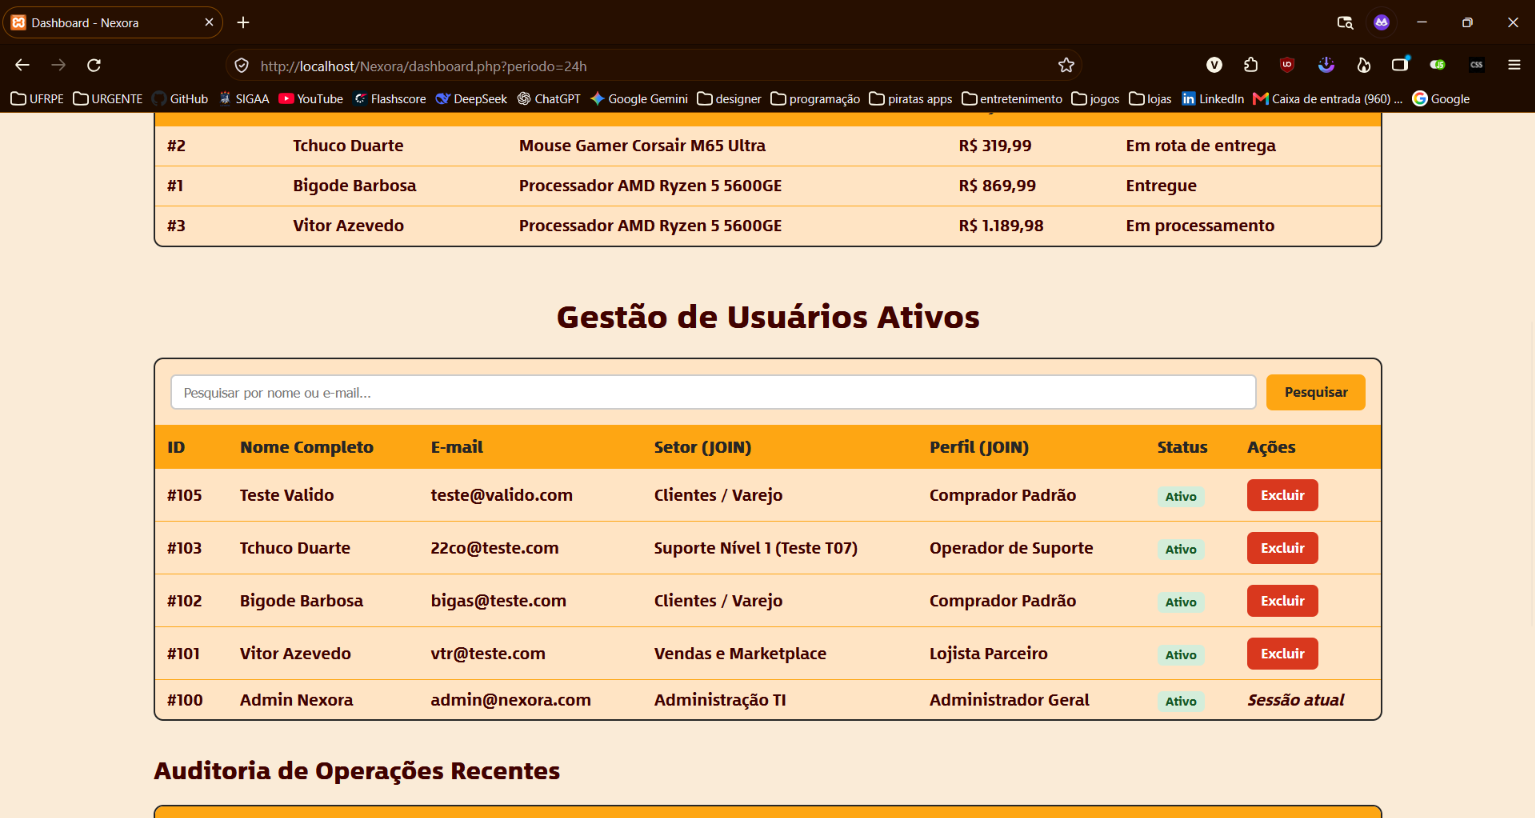 Dashboard - Nexora
http://localhost/Nexora/dashboard.php?periodo=24h
UFRPE URGENTE GitHub SIGAA YouTube Flashscore DeepSeek ChatGPT Google Gemini designer programação piratas apps entretenimento jogos lojas LinkedIn Caixa de entrada (960) ... Google
#2 Tchuco Duarte Mouse Gamer Corsair M65 Ultra R$ 319,99 Em rota de entrega
#1 Bigode Barbosa Processador AMD Ryzen 5 5600GE R$ 869,99 Entregue
#3 Vitor Azevedo Processador AMD Ryzen 5 5600GE R$ 1.189,98 Em processamento
Gestão de Usuários Ativos
Pesquisar por nome ou e-mail... Pesquisar
ID Nome Completo E-mail Setor (JOIN) Perfil (JOIN) Status Ações
#105 Teste Valido teste@valido.com Clientes / Varejo Comprador Padrão Ativo Excluir
#103 Tchuco Duarte 22co@teste.com Suporte Nível 1 (Teste T07) Operador de Suporte Ativo Excluir
#102 Bigode Barbosa bigas@teste.com Clientes / Varejo Comprador Padrão Ativo Excluir
#101 Vitor Azevedo vtr@teste.com Vendas e Marketplace Lojista Parceiro Ativo Excluir
#100 Admin Nexora admin@nexora.com Administração TI Administrador Geral Ativo Sessão atual
Auditoria de Operações Recentes